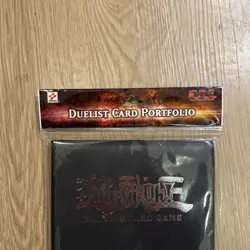 Duelist Card Portfolio
Yu-Gi-Oh!
TRADING CARD GAME